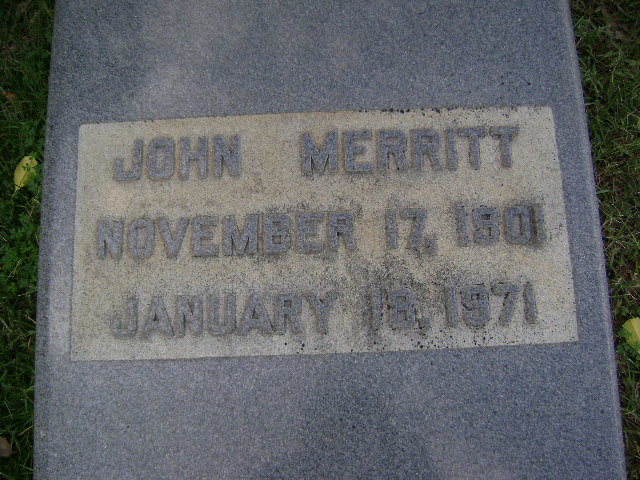 JOHN MERRITT
NOVEMBER 17, 1901
JANUARY 18, 1971